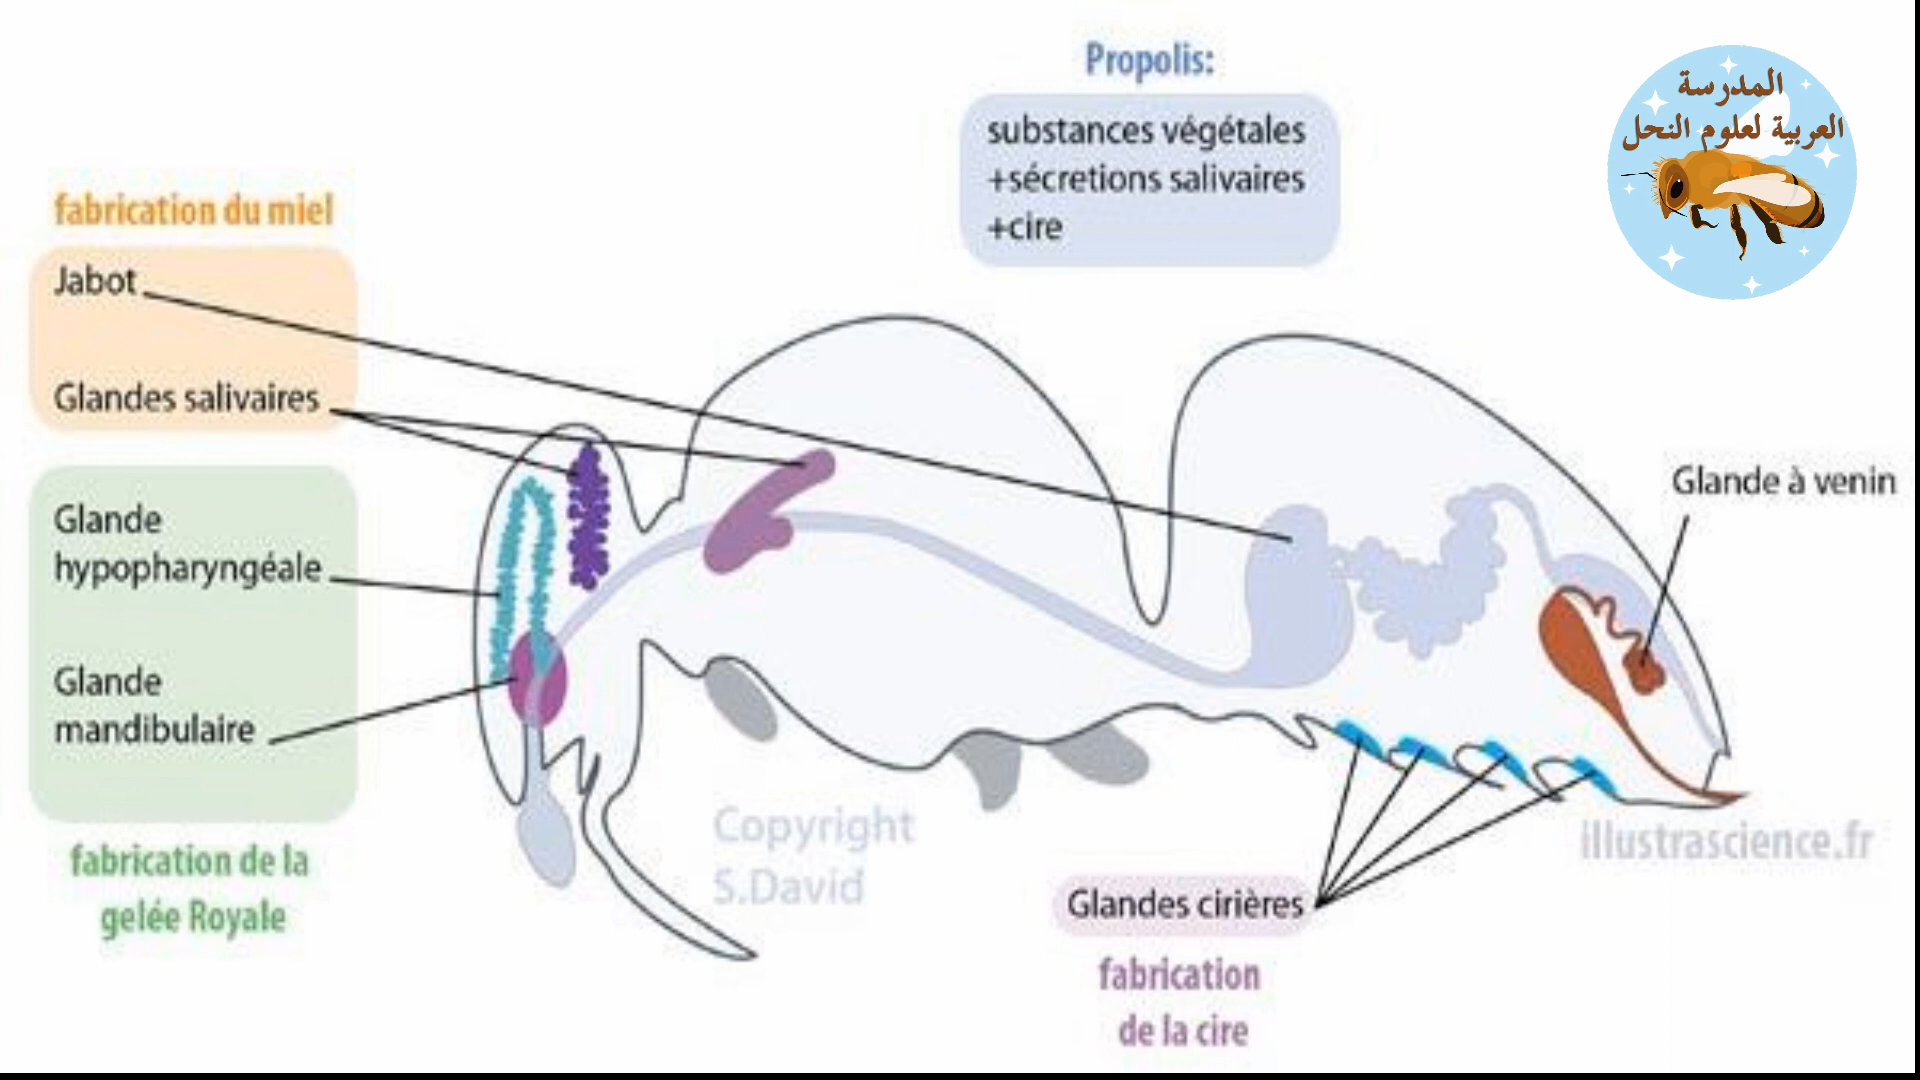 Propolis:
substances végétales
+sécretions salivaires
+cire
المدرسة
العربية لعلوم النحل
fabrication du miel
Jabot
Glandes salivaires
Glande
hypopharyngéale
Glande
mandibulaire
fabrication de la
gelée Royale
Glande à venin
Copyright
S.David
illustrascience.fr
Glandes cirières
fabrication
de la cire